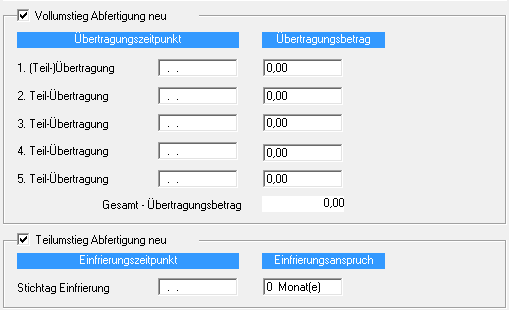 Vollumstieg Abfertigung neu
Übertragungszeitpunkt Übertragungsbetrag
1. (Teil-)Übertragung . . 0,00
2. Teil-Übertragung . . 0,00
3. Teil-Übertragung . . 0,00
4. Teil-Übertragung . . 0,00
5. Teil-Übertragung . . 0,00
Gesamt - Übertragungsbetrag 0,00
Teilumstieg Abfertigung neu
Einfrierungszeitpunkt Einfrierungsanspruch
Stichtag Einfrierung . . 0 Monat(e)